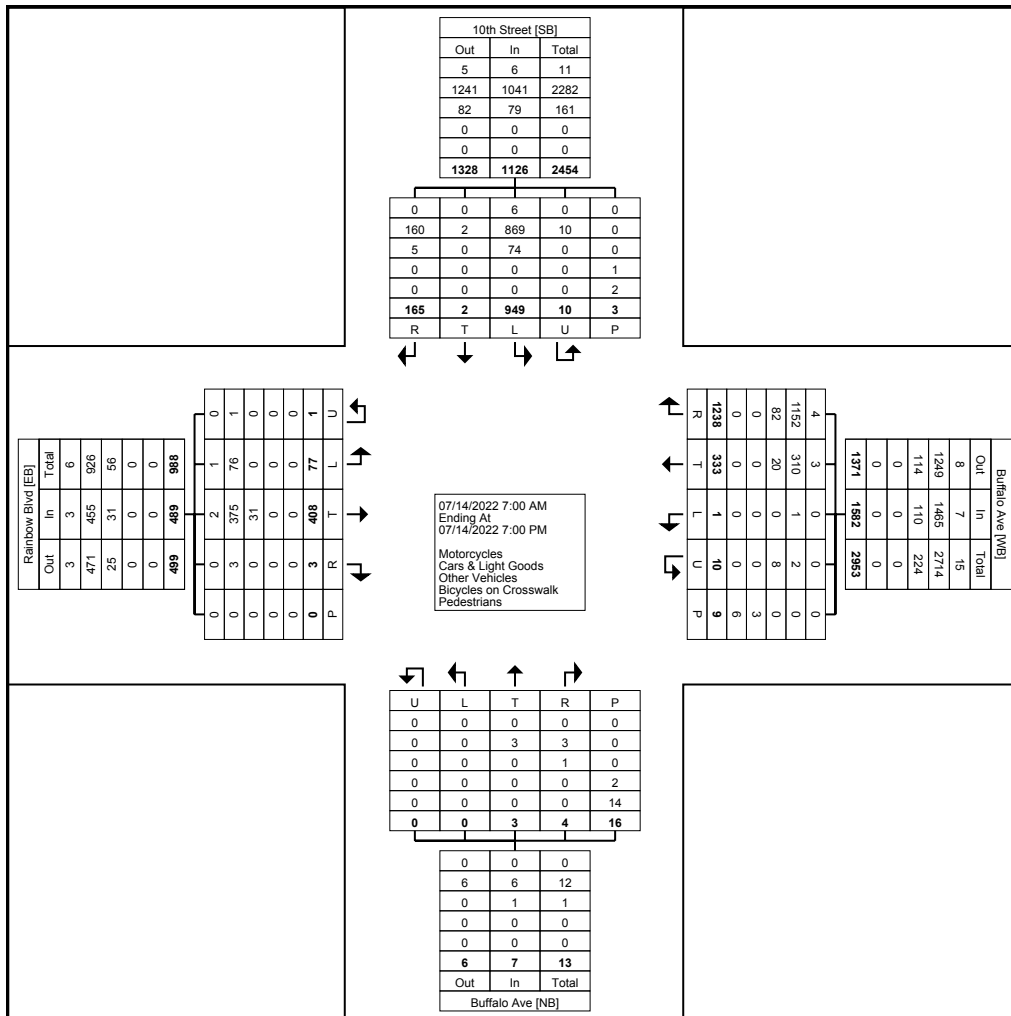 10th Street [SB]
Out In Total
5 6 11
1241 1041 2282
82 79 161
0 0 0
0 0 0
1328 1126 2454
0 0 6 0 0
160 2 869 10 0
5 0 74 0 0
0 0 0 0 1
0 0 0 0 2
165 2 949 10 3
R T L U P
Rainbow Blvd [EB]
Total In Out
6 3 3
926 455 471
56 31 25
0 0 0
0 0 0
988 489 499
0 1 2 0 0
1 76 375 3 0
0 0 31 0 0
0 0 0 0 0
0 0 0 0 0
1 77 408 3 0
U L T R P
07/14/2022 7:00 AM
Ending At
07/14/2022 7:00 PM
Motorcycles
Cars & Light Goods
Other Vehicles
Bicycles on Crosswalk
Pedestrians
Buffalo Ave [WB]
Out In Total
8 7 15
1249 1465 2714
114 110 224
0 0 0
0 0 0
1371 1582 2953
4 3 0 0 0
1152 310 1 2 0
82 20 0 8 0
0 0 0 0 3
0 0 0 0 6
1238 333 1 10 9
R T L U P
U L T R P
0 0 0 0 0
0 0 3 3 0
0 0 0 1 0
0 0 0 0 2
0 0 0 0 14
0 0 3 4 16
0 0 0
6 6 12
0 1 1
0 0 0
0 0 0
6 7 13
Out In Total
Buffalo Ave [NB]